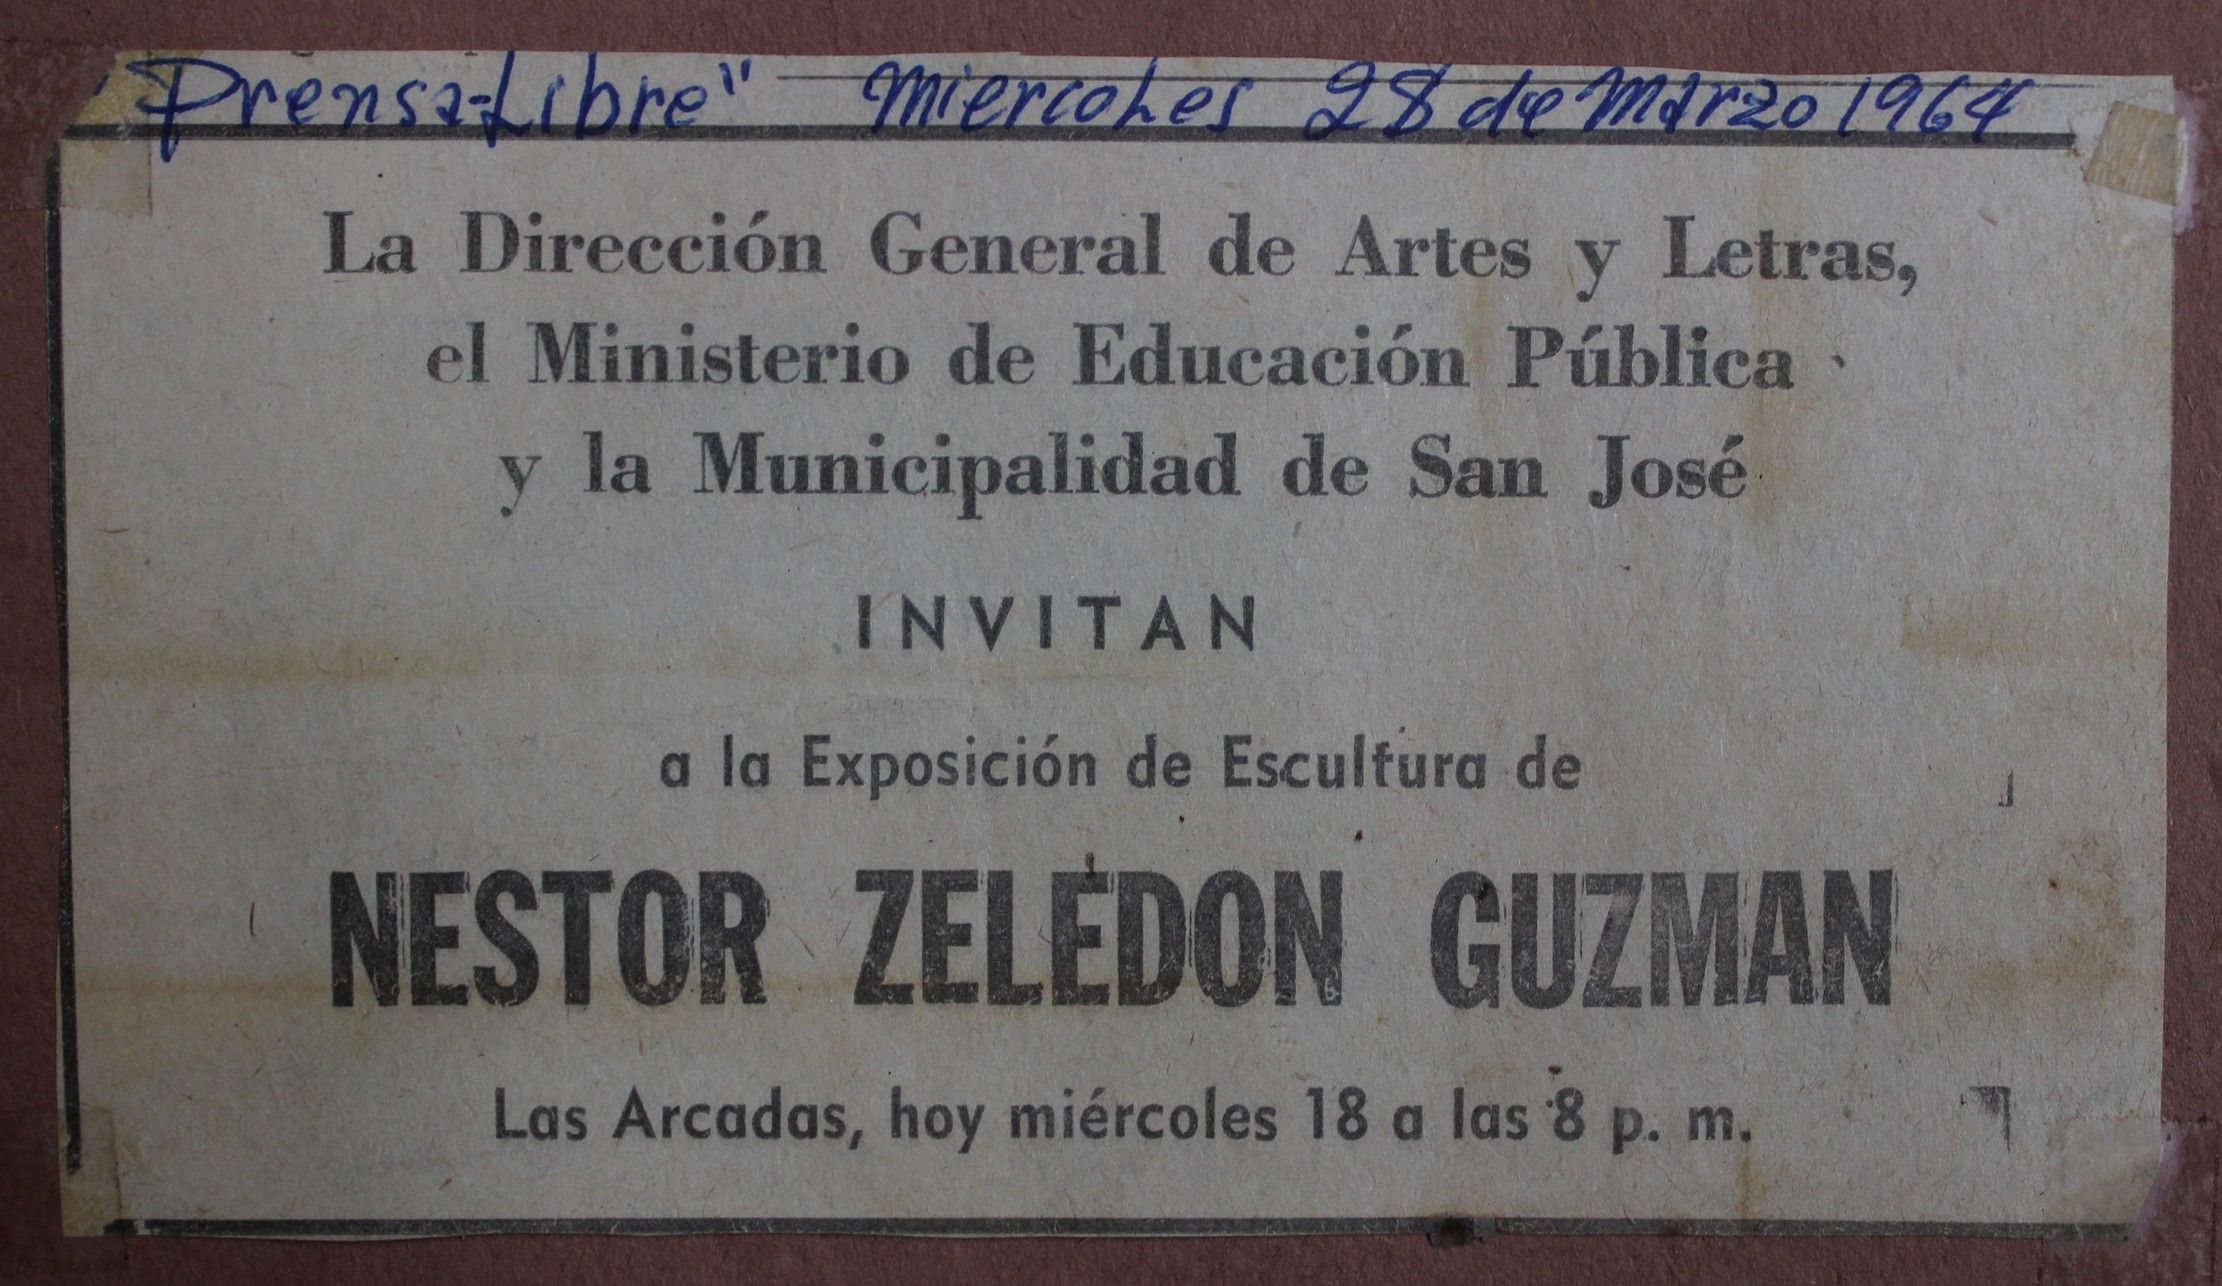 "Prensa-Libre" Miercoles 28 de Marzo 1964
La Dirección General de Artes y Letras,
el Ministerio de Educación Pública
y la Municipalidad de San José
INVITAN
a la Exposición de Escultura de
NESTOR ZELEDON GUZMAN
Las Arcadas, hoy miércoles 18 a las 8 p. m.